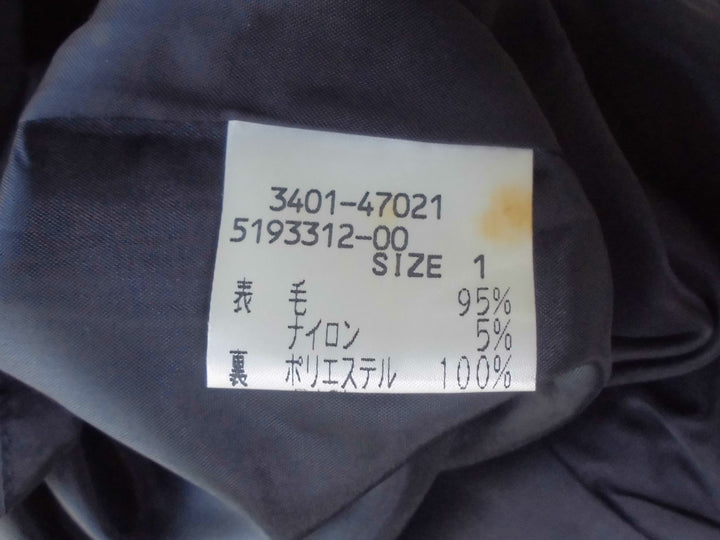 3401-47021
5193312-00
SIZE 1
表 毛 95%
ナイロン 5%
裏 ポリエステル 100%